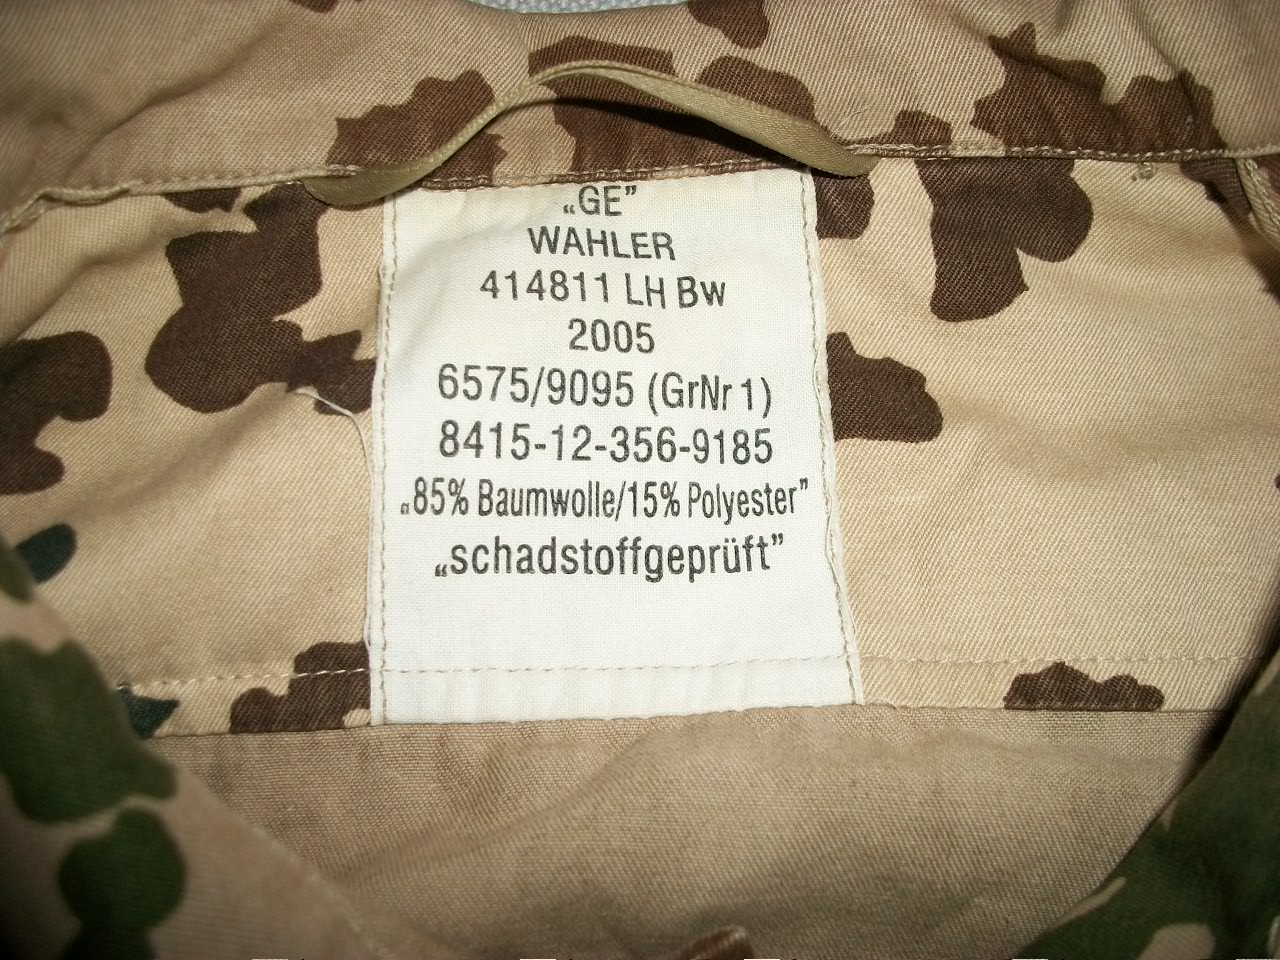 „GE”
WAHLER
414811 LH Bw
2005
6575/9095 (GrNr 1)
8415-12-356-9185
„85% Baumwolle/15% Polyester”
„schadstoffgeprüft”